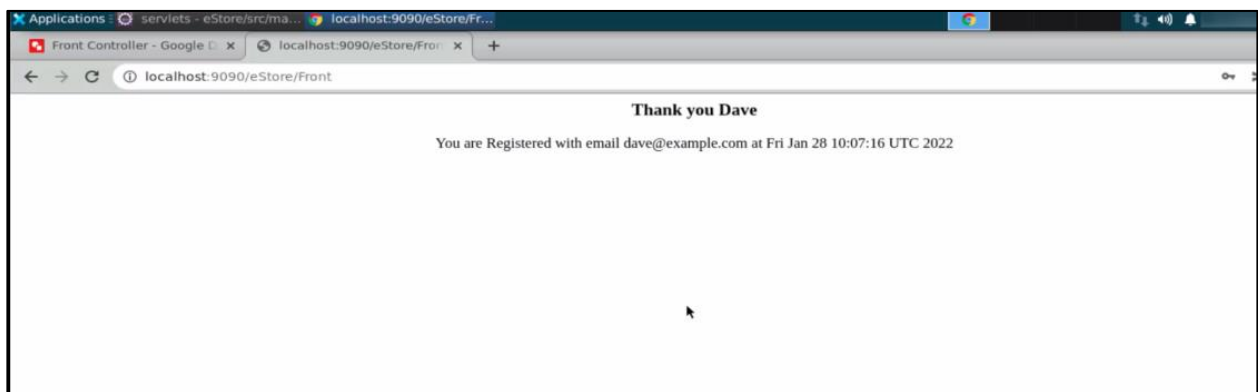 Applications : servlets - eStore/src/ma... localhost:9090/eStore/Fr...
Front Controller - Google D x localhost:9090/eStore/Fron x +
localhost:9090/eStore/Front
Thank you Dave
You are Registered with email dave@example.com at Fri Jan 28 10:07:16 UTC 2022